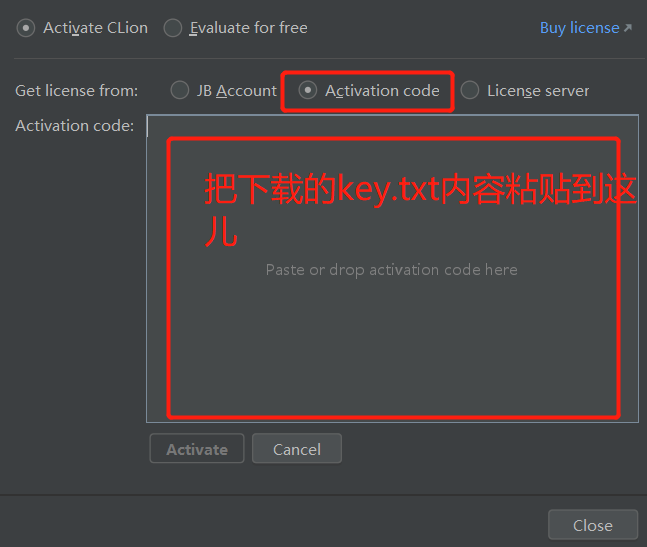 Activate CLion Evaluate for free Buy license
Get license from: JB Account Activation code License server
Activation code:
把下载的key.txt内容粘贴到这
儿
Paste or drop activation code here
Activate Cancel
Close